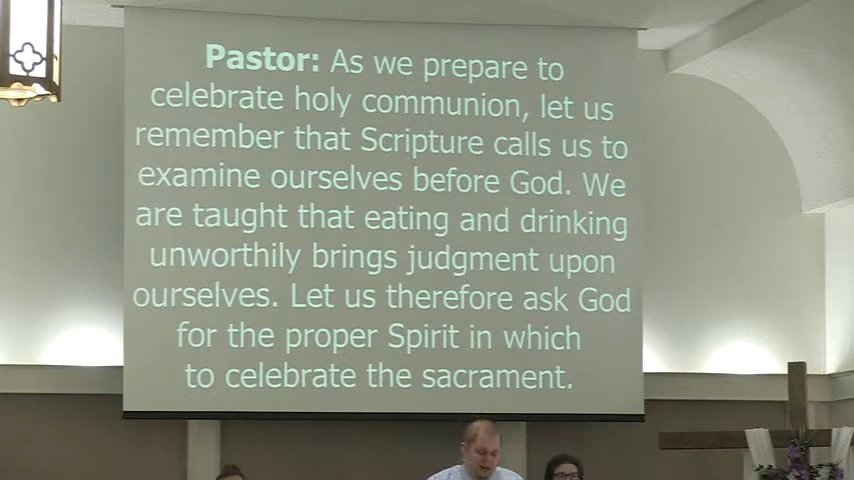 Pastor: As we prepare to
celebrate holy communion, let us
remember that Scripture calls us to
examine ourselves before God. We
are taught that eating and drinking
unworthily brings judgment upon
ourselves. Let us therefore ask God
for the proper Spirit in which
to celebrate the sacrament.